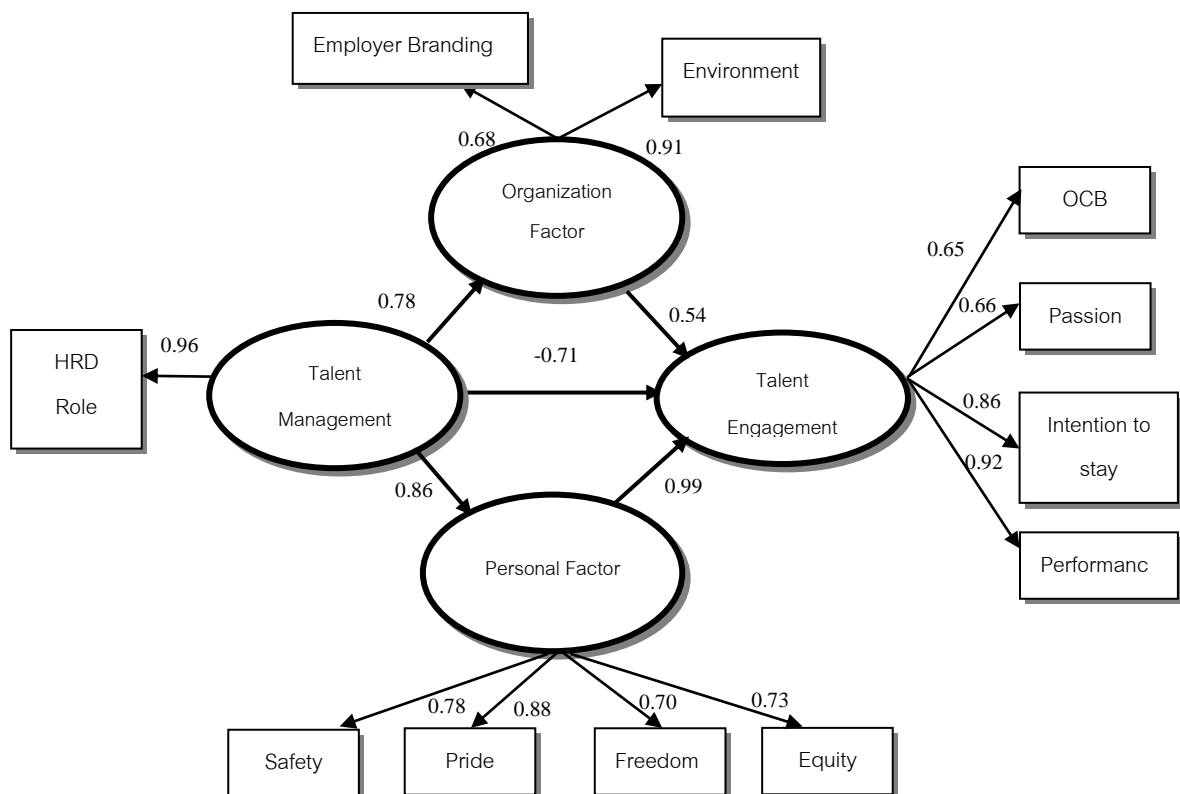 Employer Branding
Environment
0.68
0.91
Organization
Factor
OCB
0.65
0.78
0.54
0.66
Passion
HRD
Role
0.96
-0.71
Talent
Management
Talent
Engagement
0.86
Intention to
stay
0.92
0.86
0.99
Personal Factor
Performanc
0.78
0.88
0.70
0.73
Safety
Pride
Freedom
Equity